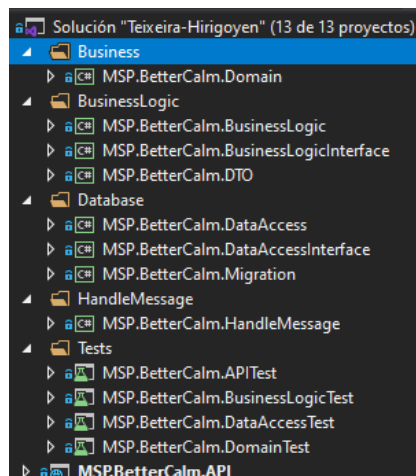 Solución "Teixeira-Hirigoyen" (13 de 13 proyectos)
Business
C# MSP.BetterCalm.Domain
BusinessLogic
C# MSP.BetterCalm.BusinessLogic
C# MSP.BetterCalm.BusinessLogicInterface
C# MSP.BetterCalm.DTO
Database
C# MSP.BetterCalm.DataAccess
C# MSP.BetterCalm.DataAccessInterface
C# MSP.BetterCalm.Migration
HandleMessage
C# MSP.BetterCalm.HandleMessage
Tests
MSP.BetterCalm.APITest
MSP.BetterCalm.BusinessLogicTest
MSP.BetterCalm.DataAccessTest
MSP.BetterCalm.DomainTest
MSP.BetterCalm.API